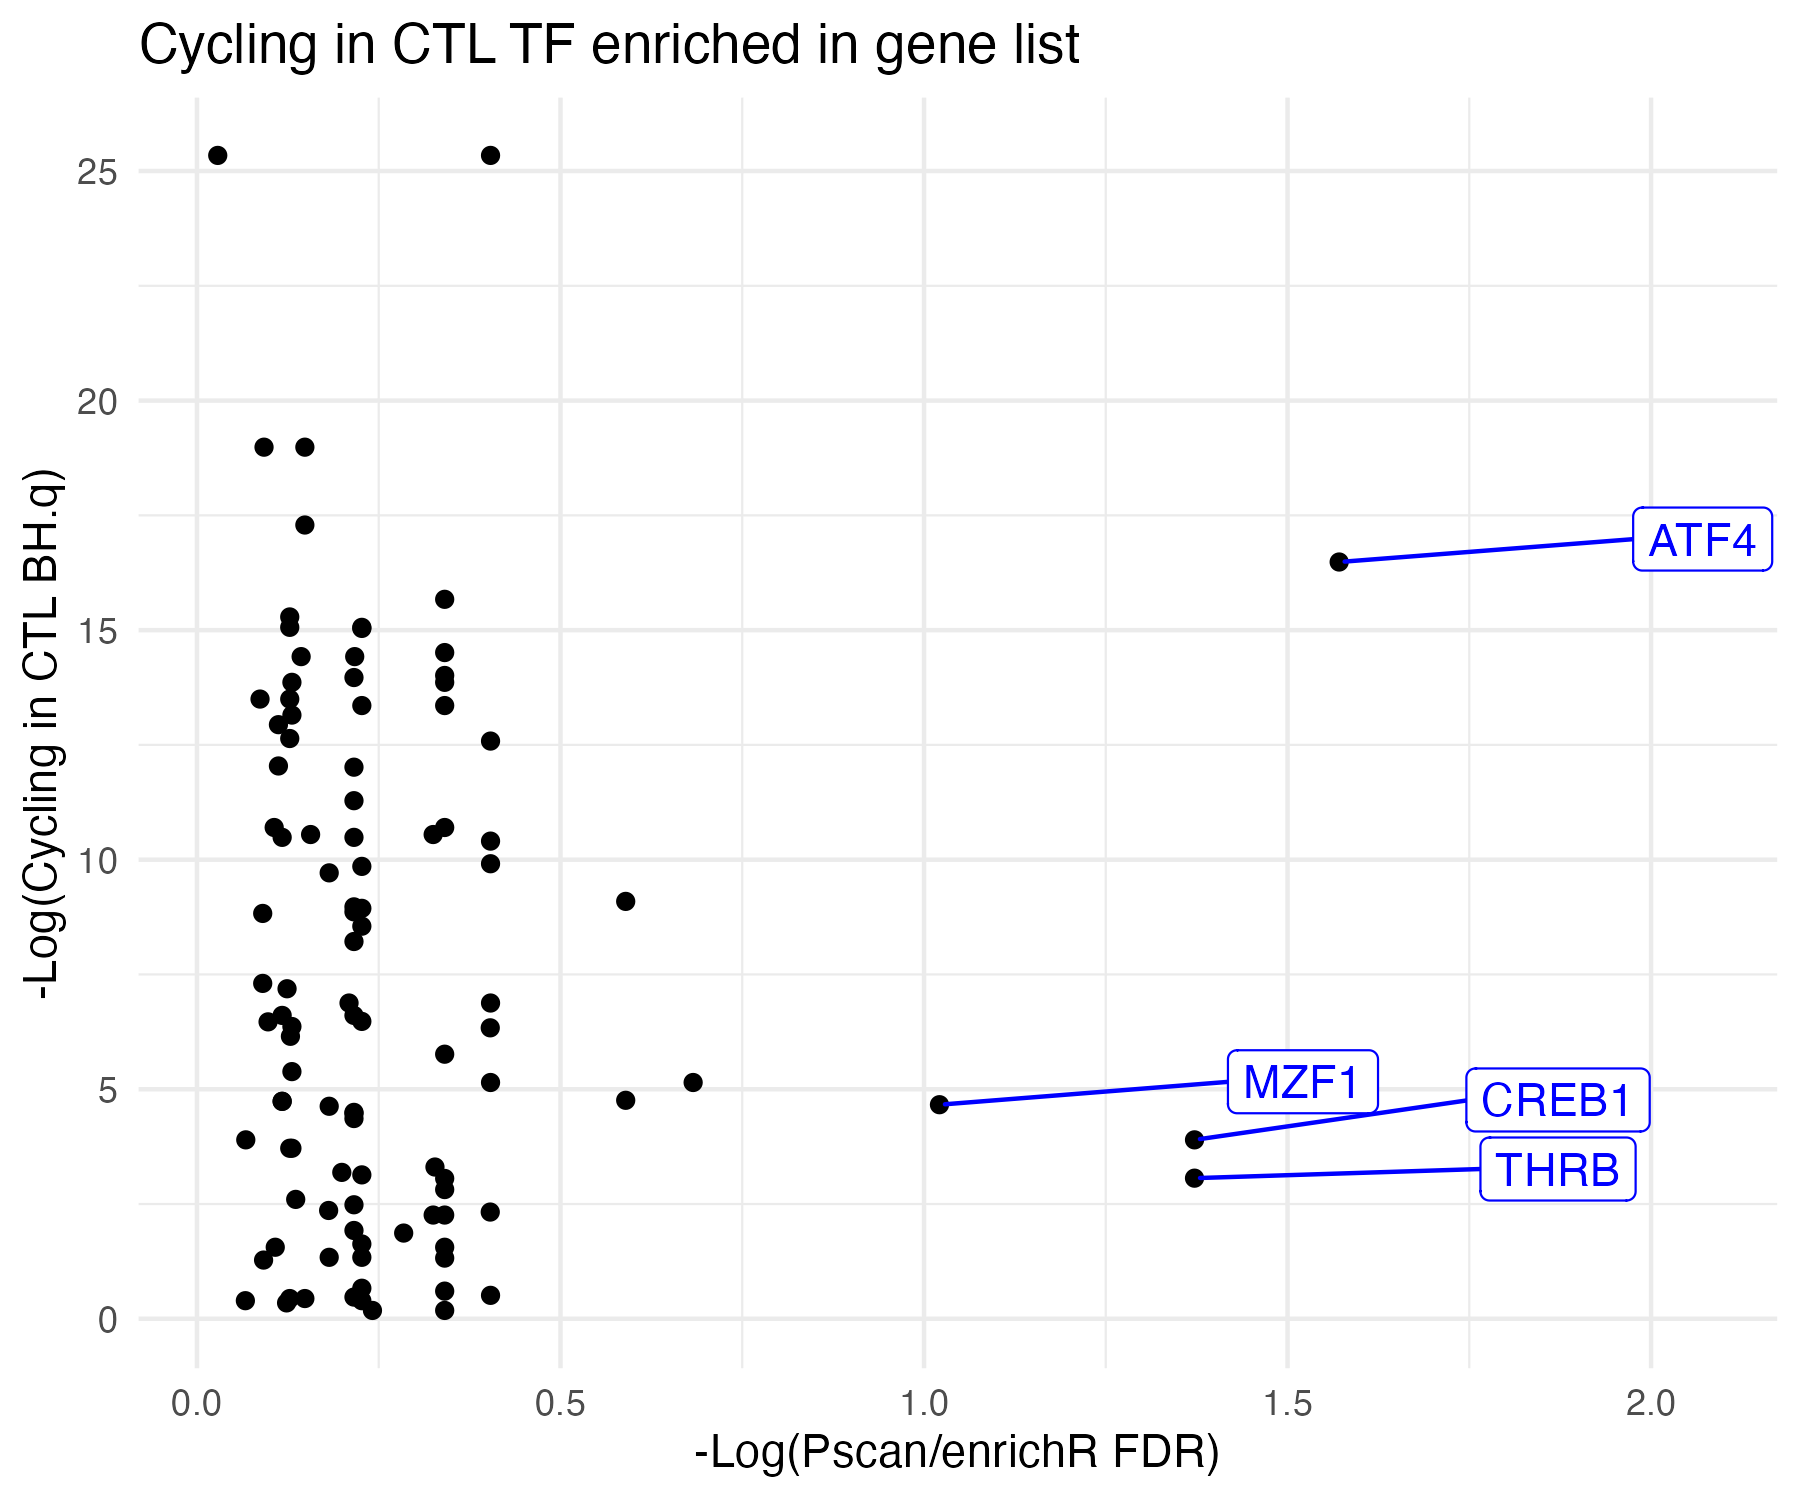 Cycling in CTL TF enriched in gene list
-Log(Cycling in CTL BH.q)
25
20
15
10
5
0
ATF4
MZF1
CREB1
THRB
0.0 0.5 1.0 1.5 2.0
-Log(Pscan/enrichR FDR)